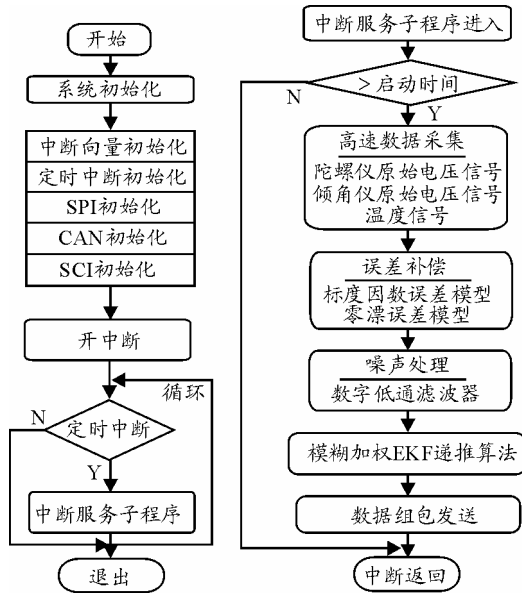 开始
系统初始化
中断向量初始化
定时中断初始化
SPI初始化
CAN初始化
SCI初始化
开中断
循环
N
定时中断
Y
中断服务子程序
退出
中断服务子程序进入
N
>启动时间
Y
高速数据采集
陀螺仪原始电压信号
倾角仪原始电压信号
温度信号
误差补偿
标度因数误差模型
零漂误差模型
噪声处理
数字低通滤波器
模糊加权EKF递推算法
数据组包发送
中断返回